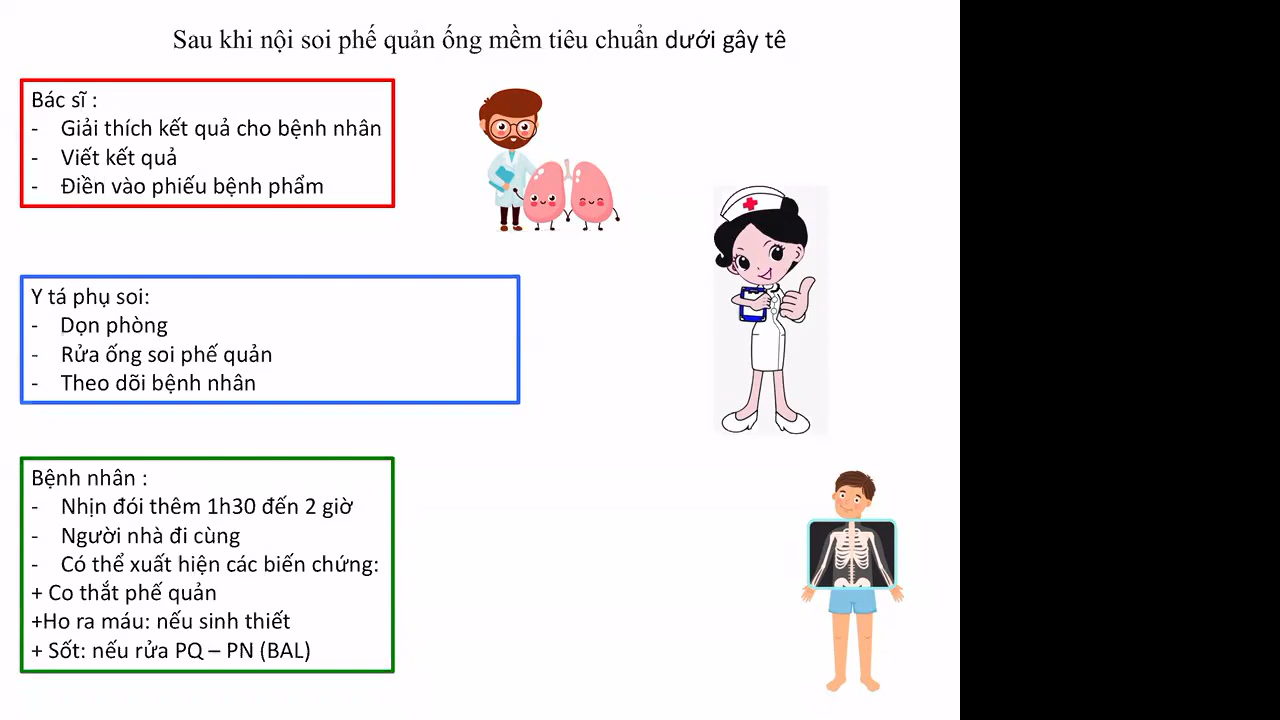 Sau khi nội soi phế quản ống mềm tiêu chuẩn dưới gây tê
Bác sĩ :
- Giải thích kết quả cho bệnh nhân
- Viết kết quả
- Điền vào phiếu bệnh phẩm
Y tá phụ soi:
- Dọn phòng
- Rửa ống soi phế quản
- Theo dõi bệnh nhân
Bệnh nhân :
- Nhịn đói thêm 1h30 đến 2 giờ
- Người nhà đi cùng
- Có thể xuất hiện các biến chứng:
+ Co thắt phế quản
+Ho ra máu: nếu sinh thiết
+ Sốt: nếu rửa PQ – PN (BAL)